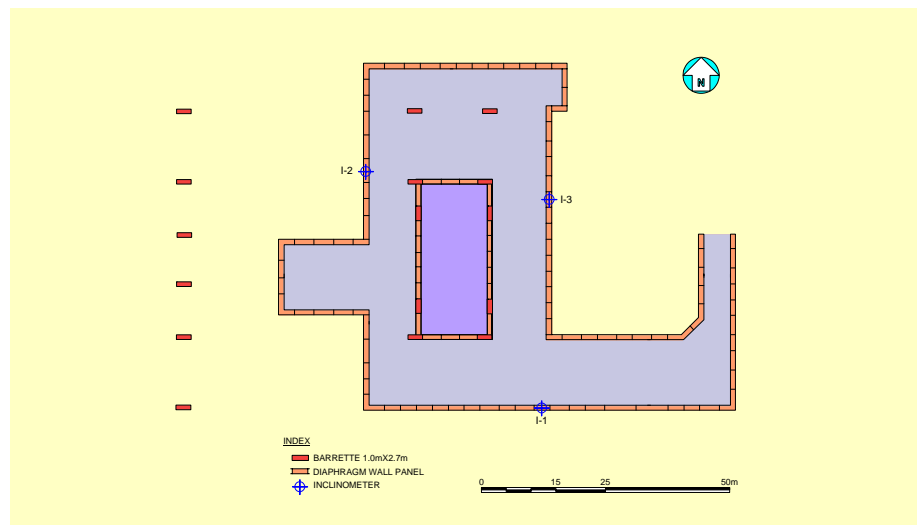 N
I-2
I-3
I-1
INDEX
BARRETTE 1.0mX2.7m
DIAPHRAGM WALL PANEL
INCLINOMETER
0 15 25 50m